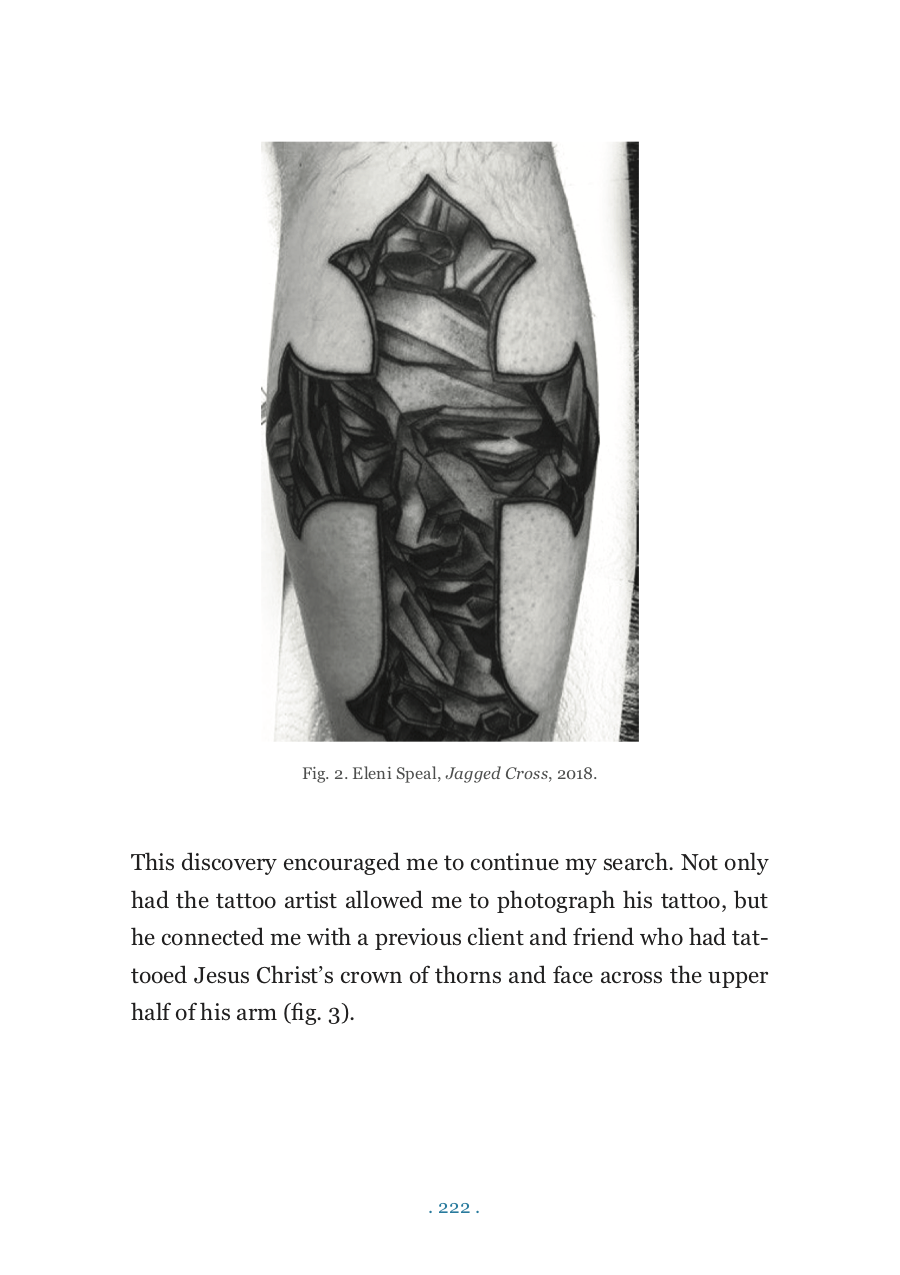 Fig. 2. Eleni Speal, Jagged Cross, 2018.
This discovery encouraged me to continue my search. Not only
had the tattoo artist allowed me to photograph his tattoo, but
he connected me with a previous client and friend who had tat-
tooed Jesus Christ’s crown of thorns and face across the upper
half of his arm (fig. 3).
. 222 .